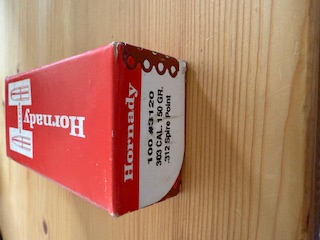 Hornady
Hornady
100 #3120
303 CAL. 150 GR.
.312 Spire Point